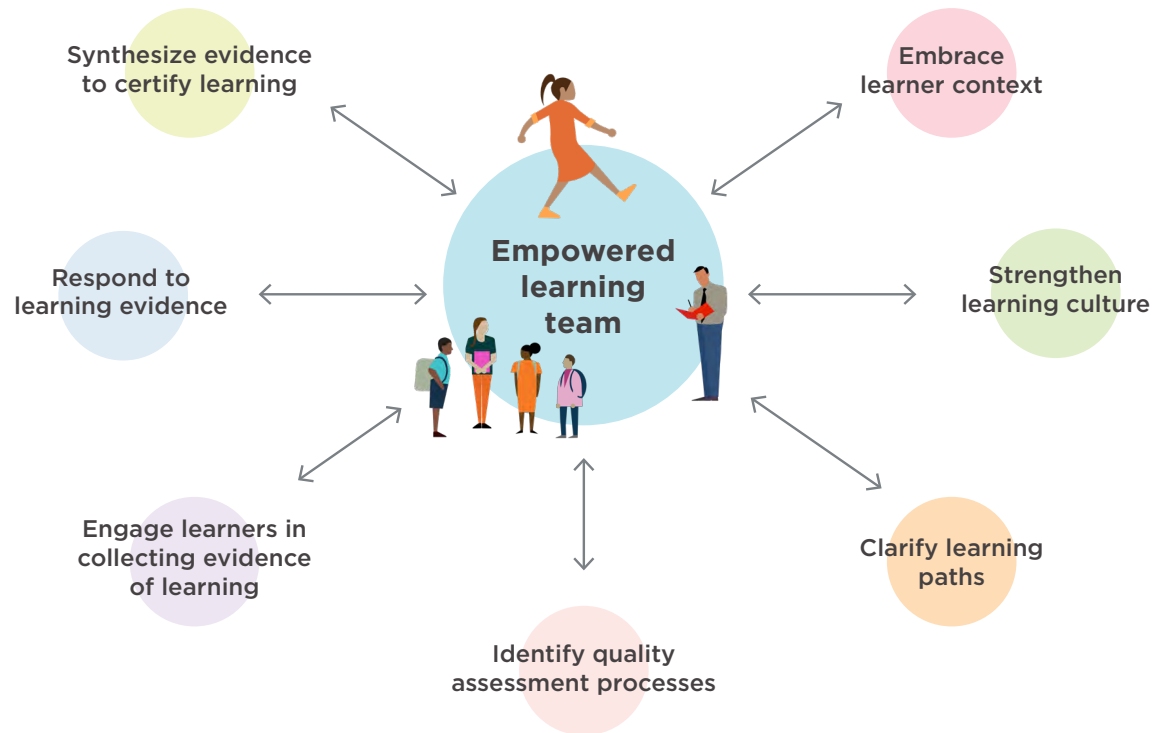 Synthesize evidence
to certify learning
Embrace
learner context
Empowered
learning
team
Respond to
learning evidence
Strengthen
learning culture
Engage learners in
collecting evidence
of learning
Clarify learning
paths
Identify quality
assessment processes